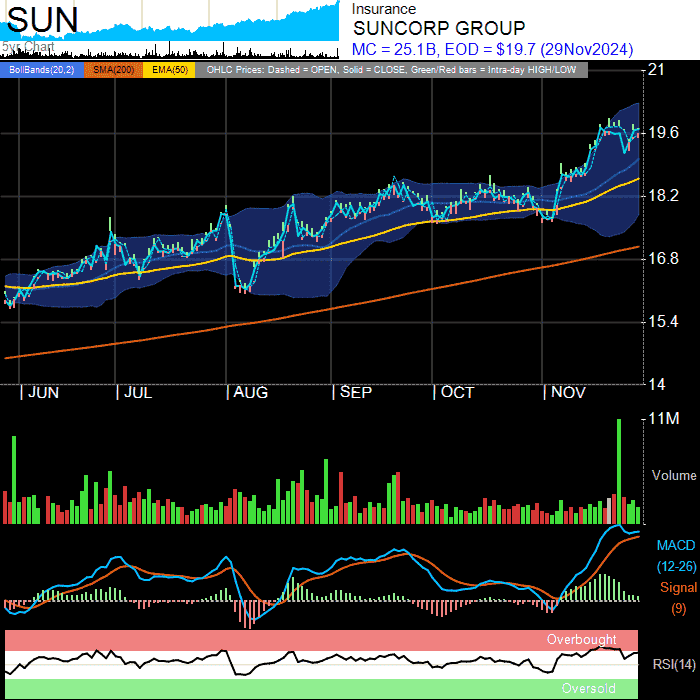 SUN
Insurance
SUNCORP GROUP
5yr Chart
MC = 25.1B, EOD = $19.7 (29Nov2024)
BollBands(20,2) SMA(200) EMA(50) OHLC Prices: Dashed = OPEN, Solid = CLOSE, Green/Red bars = Intra-day HIGH/LOW
21
19.6
18.2
16.8
15.4
14
JUN JUL AUG SEP OCT NOV
11M
Volume
MACD
(12-26)
Signal
(9)
Overbought
RSI(14)
Oversold